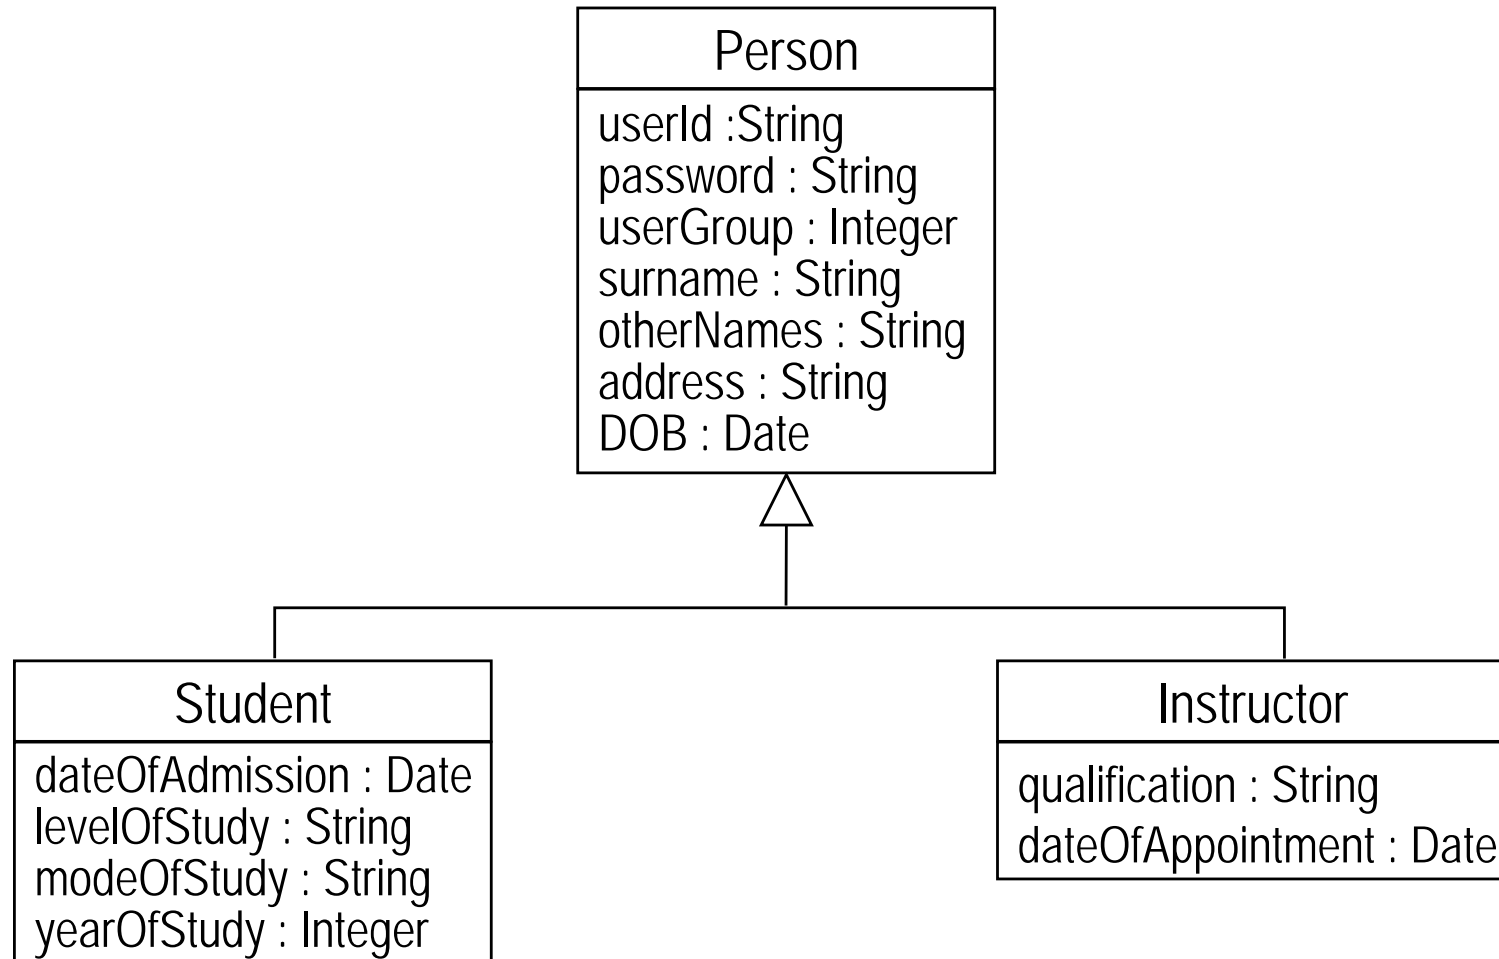 Person
userId :String
password : String
userGroup : Integer
surname : String
otherNames : String
address : String
DOB : Date
Student
dateOfAdmission : Date
levelOfStudy : String
modeOfStudy : String
yearOfStudy : Integer
Instructor
qualification : String
dateOfAppointment : Date